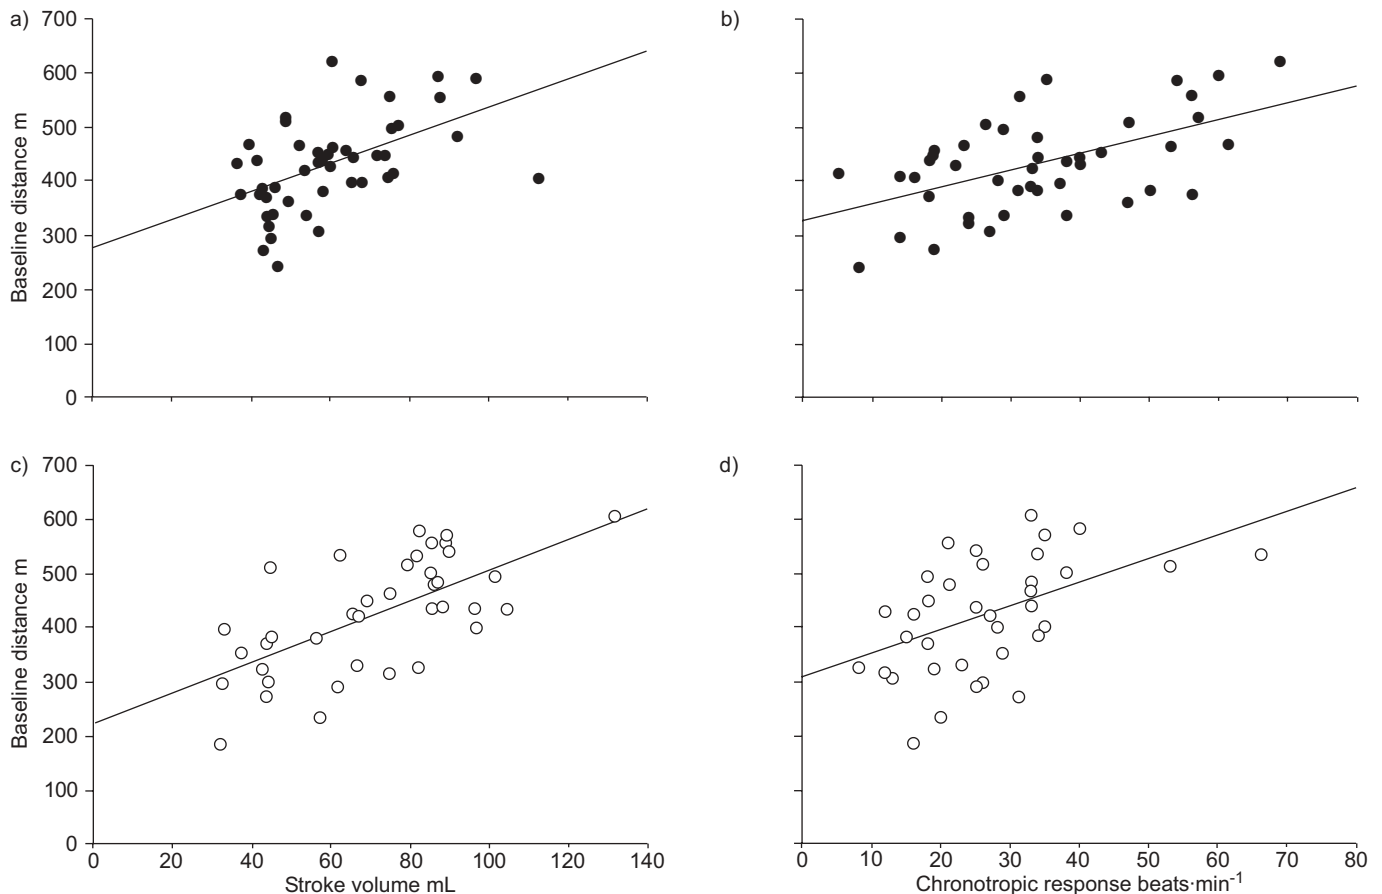 a)
b)
700
600
500
400
300
200
100
0
Baseline distance m
c)
d)
700
600
500
400
300
200
100
0
Baseline distance m
0 20 40 60 80 100 120 140
Stroke volume mL
0 10 20 30 40 50 60 70 80
Chronotropic response beats·min⁻¹